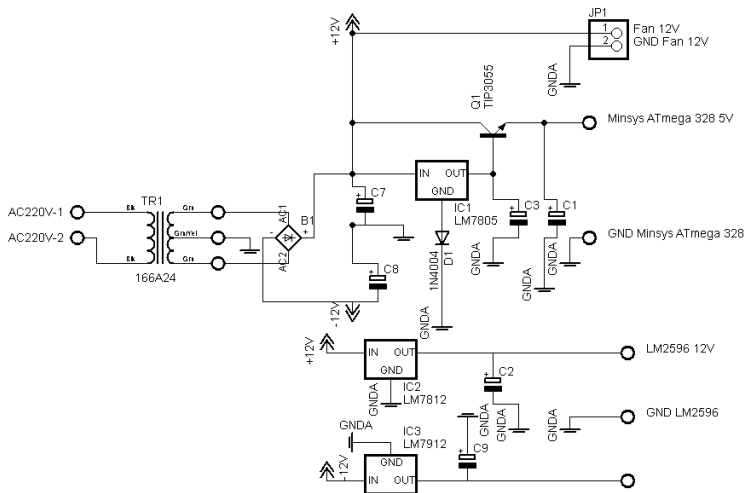 JP1
+12V
1
Fan 12V
2
GND Fan 12V
GNDA
Q1
TIP3055
Minsys ATmega 328 5V
IN
OUT
GND
IC1
LM7805
C7
C3
C1
TR1
Blk
Grn
AC220V-1
AC1
B1
Grn/Yel
AC220V-2
-
+
Blk
Grn
AC2
166A24
C8
-12V
1N4004
D1
GNDA
GNDA
GNDA
GNDA
GND Minsys ATmega 328
+12V
IN
OUT
GND
IC2
LM7812
GNDA
C2
GNDA
GNDA
LM2596 12V
GNDA
GND LM2596
GNDA
IC3
LM7912
-12V
GND
IN
OUT
C9